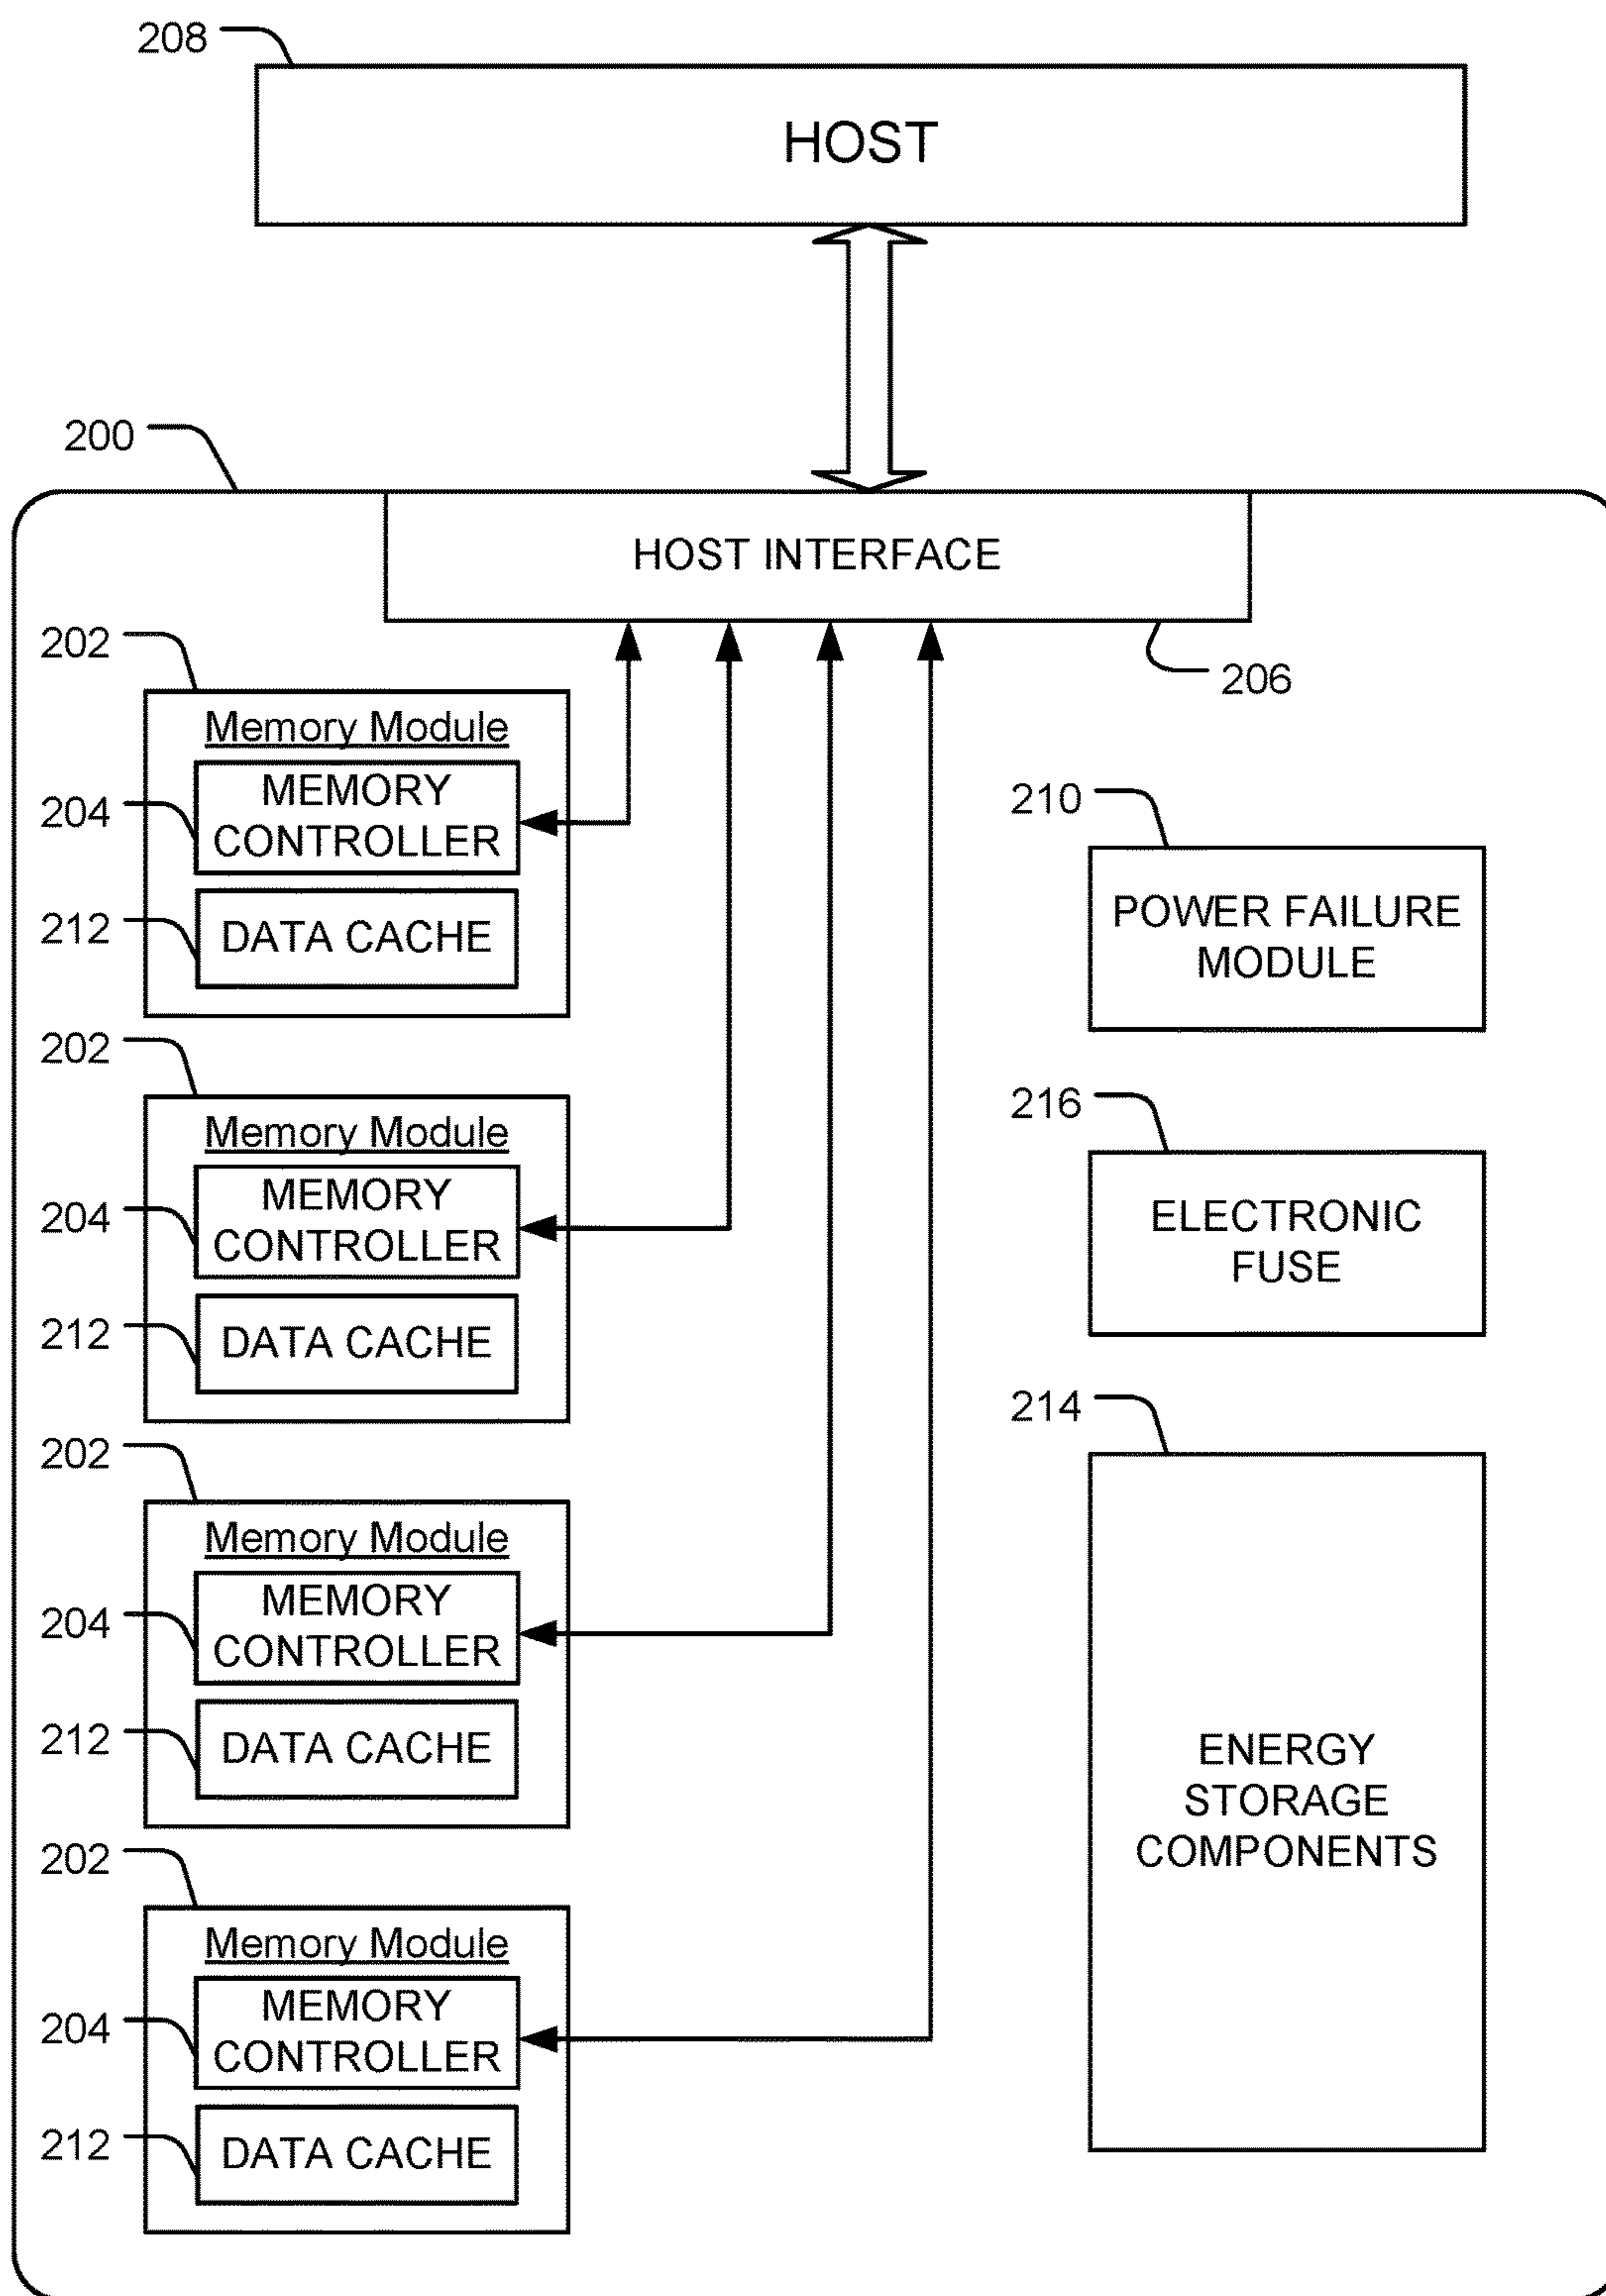 208
HOST
200
HOST INTERFACE
206
202
Memory Module
204
MEMORY
CONTROLLER
212
DATA CACHE
202
Memory Module
204
MEMORY
CONTROLLER
212
DATA CACHE
202
Memory Module
204
MEMORY
CONTROLLER
212
DATA CACHE
202
Memory Module
204
MEMORY
CONTROLLER
212
DATA CACHE
210
POWER FAILURE
MODULE
216
ELECTRONIC
FUSE
214
ENERGY
STORAGE
COMPONENTS